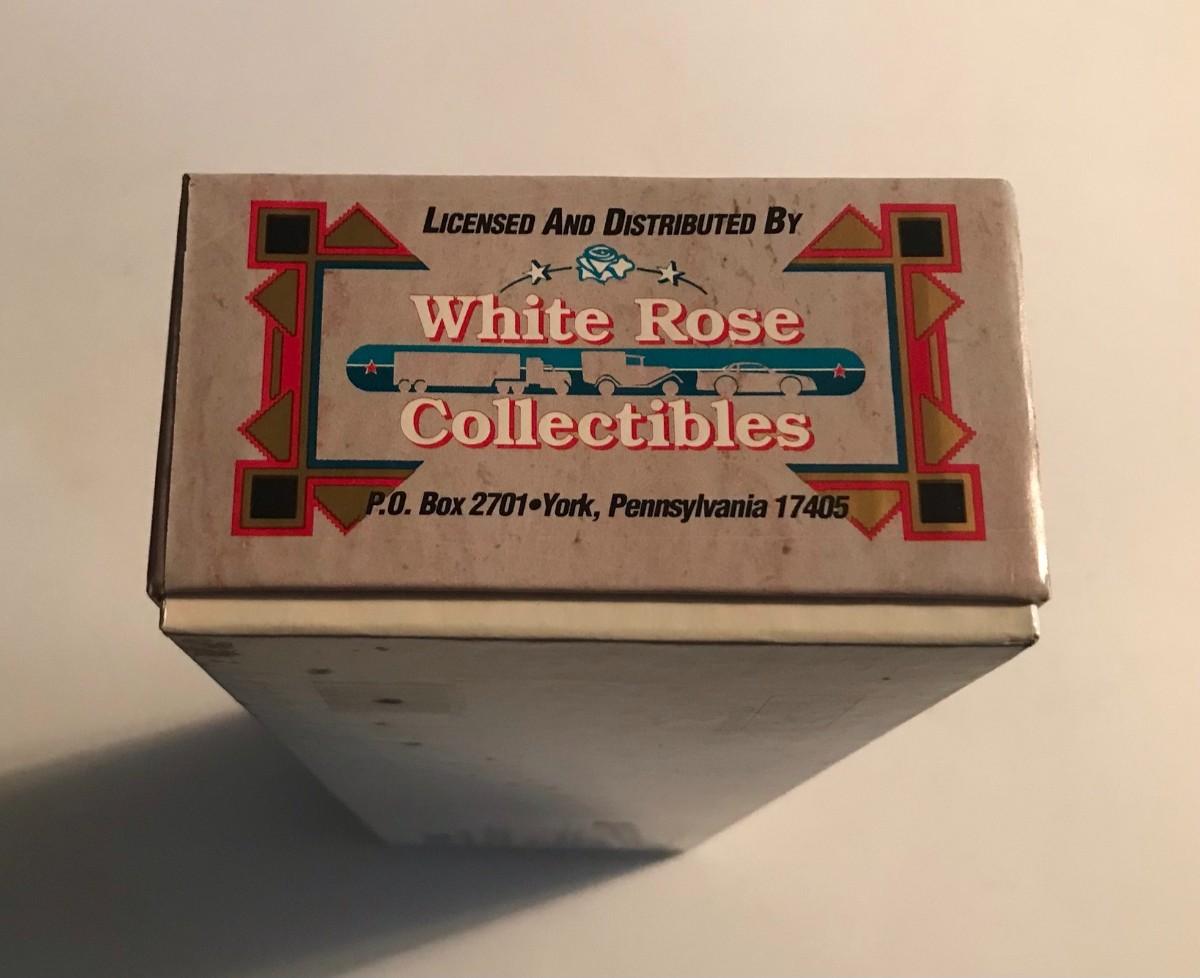 Licensed And Distributed By
White Rose
Collectibles
P.O. Box 2701•York, Pennsylvania 17405